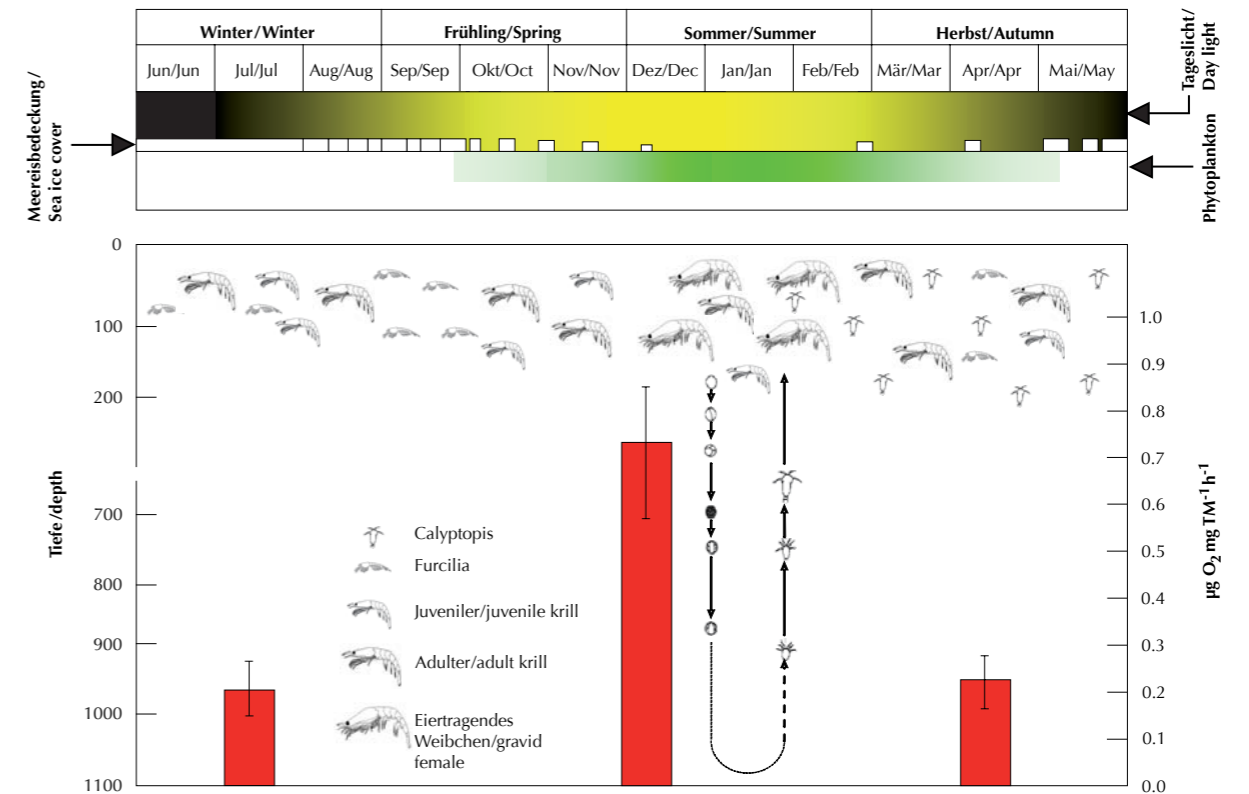 Winter/Winter Frühling/Spring Sommer/Summer Herbst/Autumn
Jun/Jun Jul/Jul Aug/Aug Sep/Sep Okt/Oct Nov/Nov Dez/Dec Jan/Jan Feb/Feb Mär/Mar Apr/Apr Mai/May
Meereisbedeckung/
Sea ice cover
Tageslicht/
Day light
Phytoplankton
0
100
200
700
800
900
1000
1100
Tiefe/depth
Calyptopis
Furcilia
Juveniler/juvenile krill
Adulter/adult krill
Eiertragendes
Weibchen/gravid
female
1.0
0.9
0.8
0.7
0.6
0.5
0.4
0.3
0.2
0.1
0.0
µg O₂ mg TM⁻¹h⁻¹